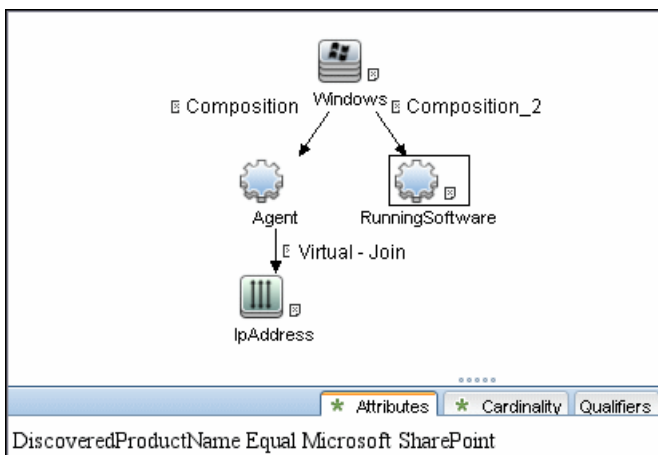 Windows
Composition
Composition_2
Agent
RunningSoftware
Virtual - Join
IpAddress
* Attributes
* Cardinality
Qualifiers
DiscoveredProductName Equal Microsoft SharePoint